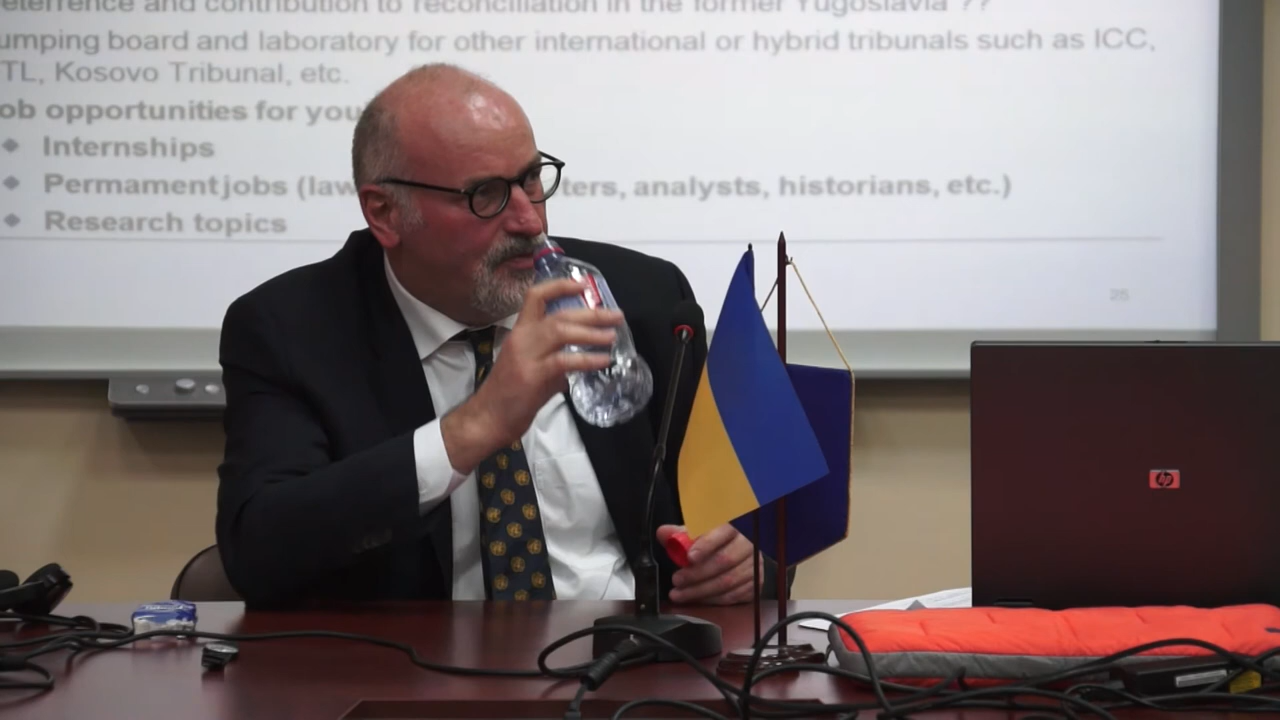 eterrence and contribution to reconciliation in the former Yugoslavia ??
umping board and laboratory for other international or hybrid tribunals such as ICC,
TL, Kosovo Tribunal, etc.
ob opportunities for you
Internships
Permament jobs (law ters, analysts, historians, etc.)
Research topics
25
hp